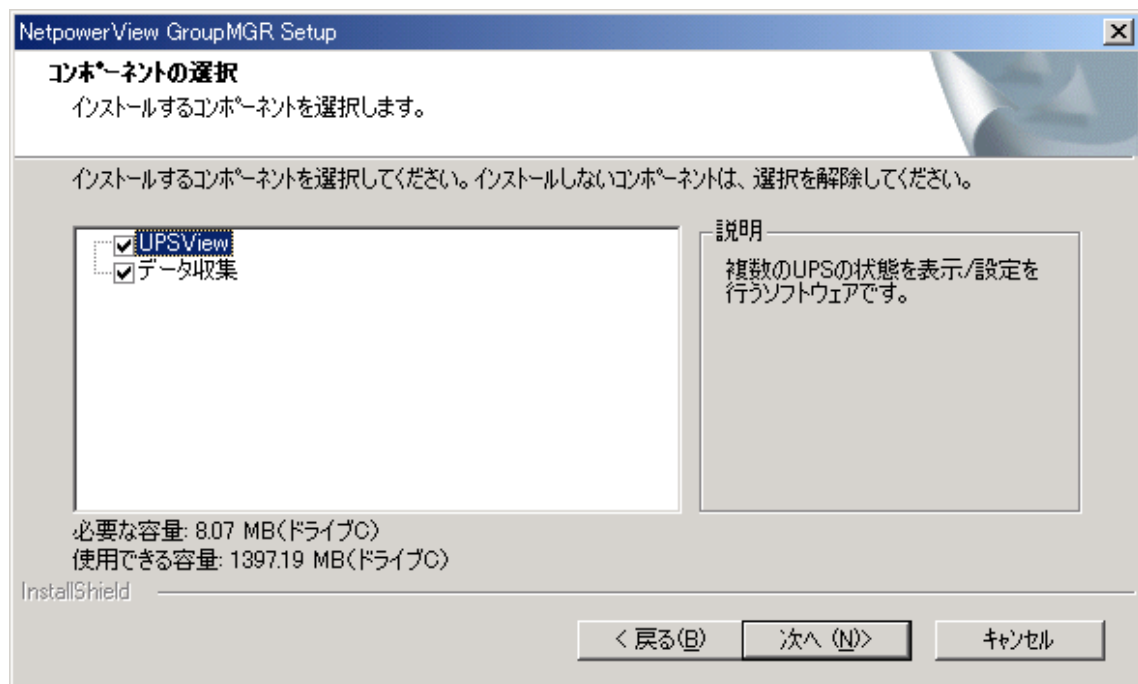 NetpowerView GroupMGR Setup
コンポーネントの選択
インストールするコンポーネントを選択します。
インストールするコンポーネントを選択してください。インストールしないコンポーネントは、選択を解除してください。
UPSView
データ収集
説明
複数のUPSの状態を表示/設定を
行うソフトウェアです。
必要な容量: 8.07 MB(ドライブC)
使用できる容量: 1397.19 MB(ドライブC)
InstallShield
< 戻る(B)
次へ (N)>
キャンセル